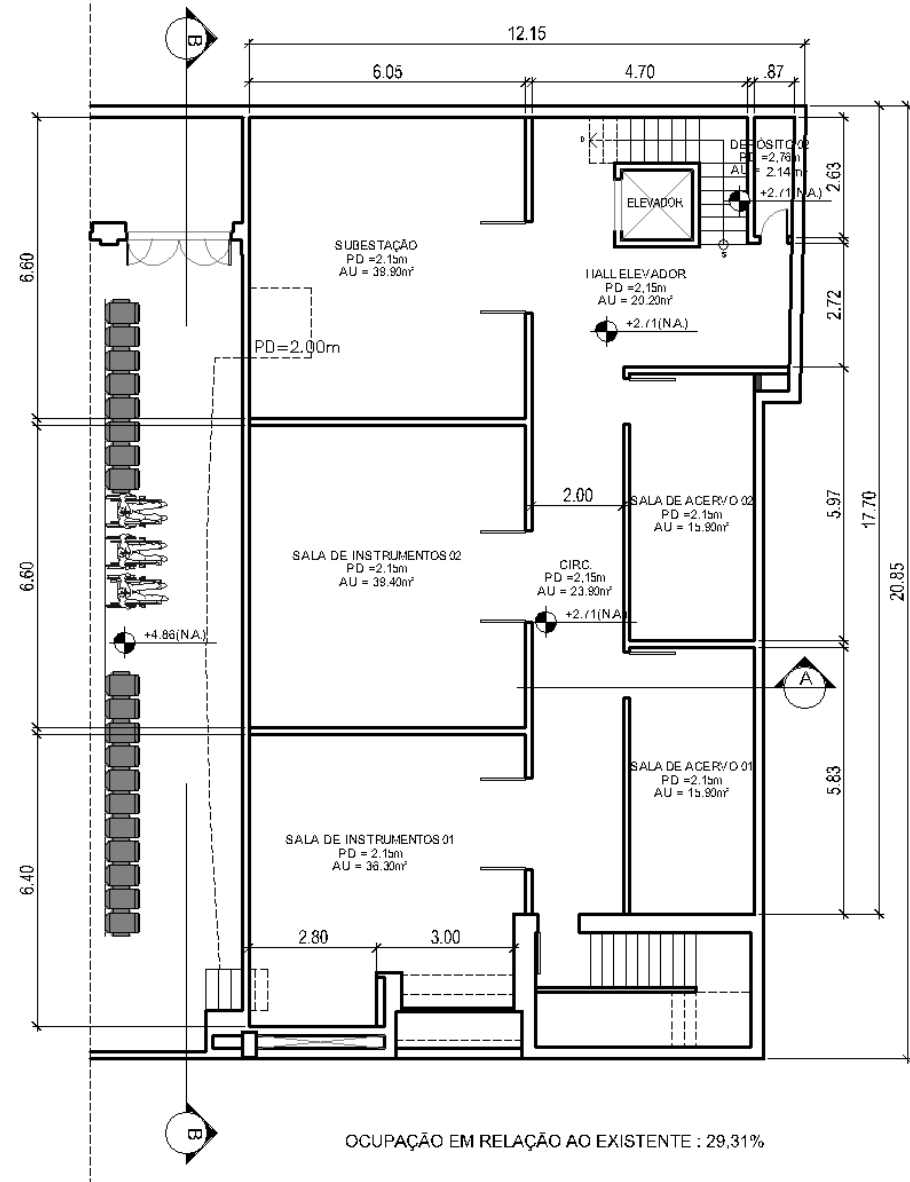 B
12.15
6.05
4.70
.87
DEPÓSITO 02
PD =2,76m
AU = 2.14m²
+2.71(N.A.)
2.63
D
ELEVADOR
S
SUBESTAÇÃO
PD =2.15m
AU = 39.90m²
6.60
HALL ELEVADOR
PD =2,15m
AU = 20.20m²
+2.71(N.A.)
2.72
PD=2.00m
2.00
SALA DE ACERVO 02
PD =2.15m
AU = 15.90m²
5.97
17.70
20.85
SALA DE INSTRUMENTOS 02
PD =2.15m
AU = 39.40m²
6.60
CIRC.
PD =2,15m
AU = 23.90m²
+2.71(N.A.)
+4.86(N.A.)
A
SALA DE ACERVO 01
PD =2.15m
AU = 15.90m²
5.83
SALA DE INSTRUMENTOS 01
PD =2.15m
AU = 36.30m²
6.40
2.80
3.00
B
OCUPAÇÃO EM RELAÇÃO AO EXISTENTE : 29,31%